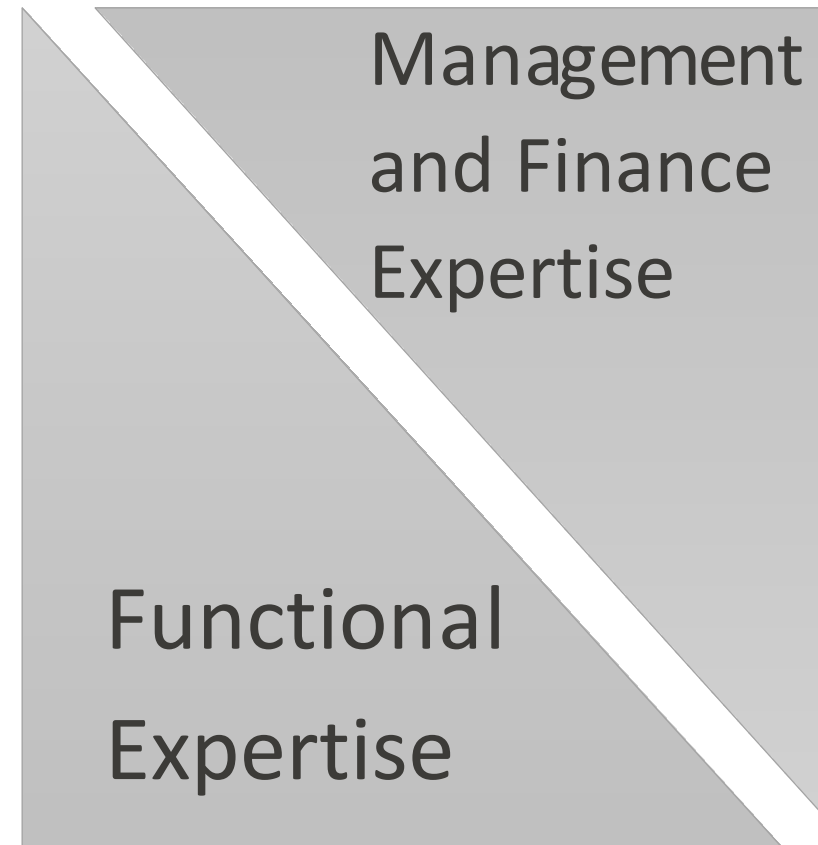 Management
and Finance
Expertise
Functional
Expertise